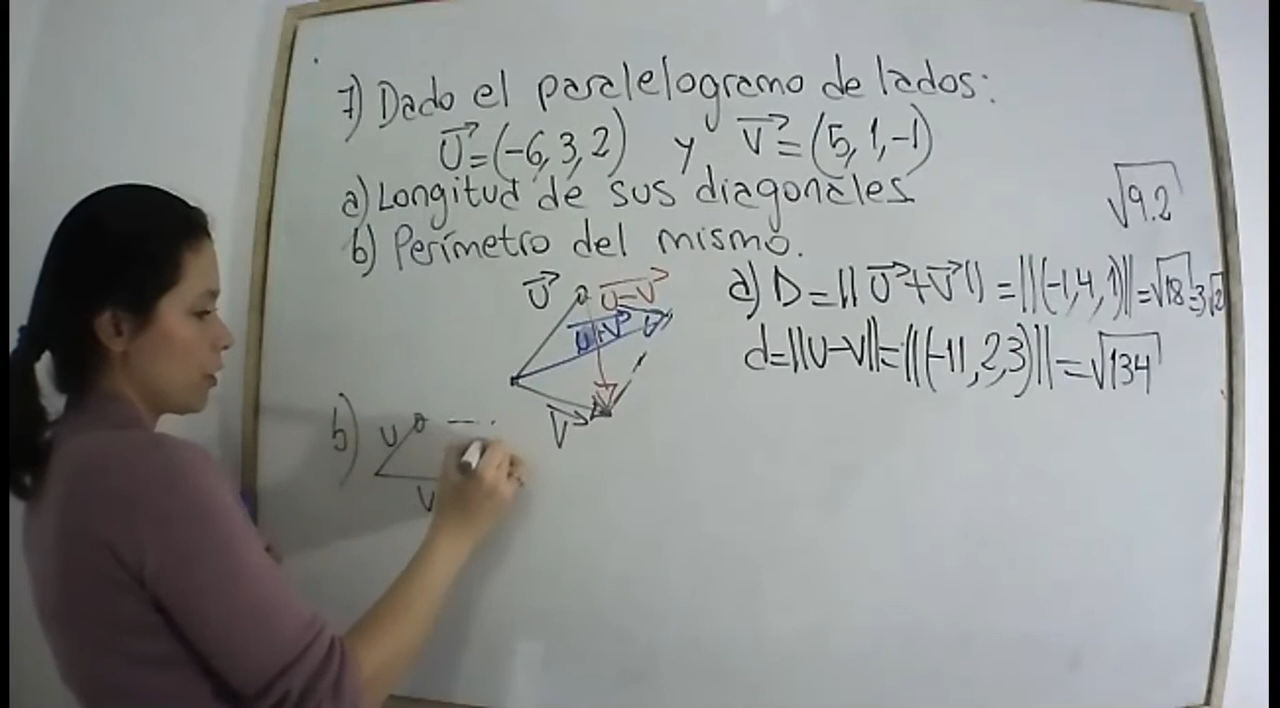 7) Dado el paralelogramo de lados:
U⃗=(-6,3,2) y V⃗=(5,1,-1)
a) Longitud de sus diagonales
b) Perímetro del mismo.
√9.2
U⃗ U-V⃗
U+V⃗
V⃗
a) D=||U⃗+V⃗||=||(-1,4,1)||=√18=3√2
d=||U-V||=||(-11,2,3)||=√134
b) U
V